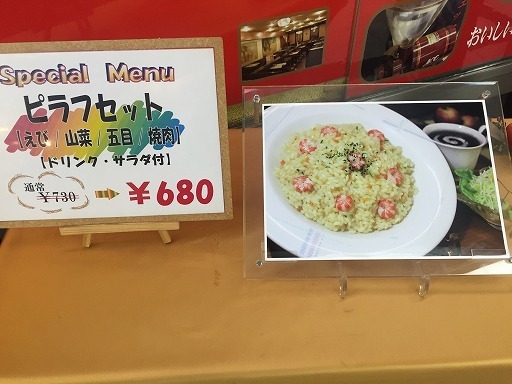 Special Menu
ピラフセット
【えび/山菜/五目/焼肉】
【ドリンク・サラダ付】
通常
¥730
¥680
おいしん